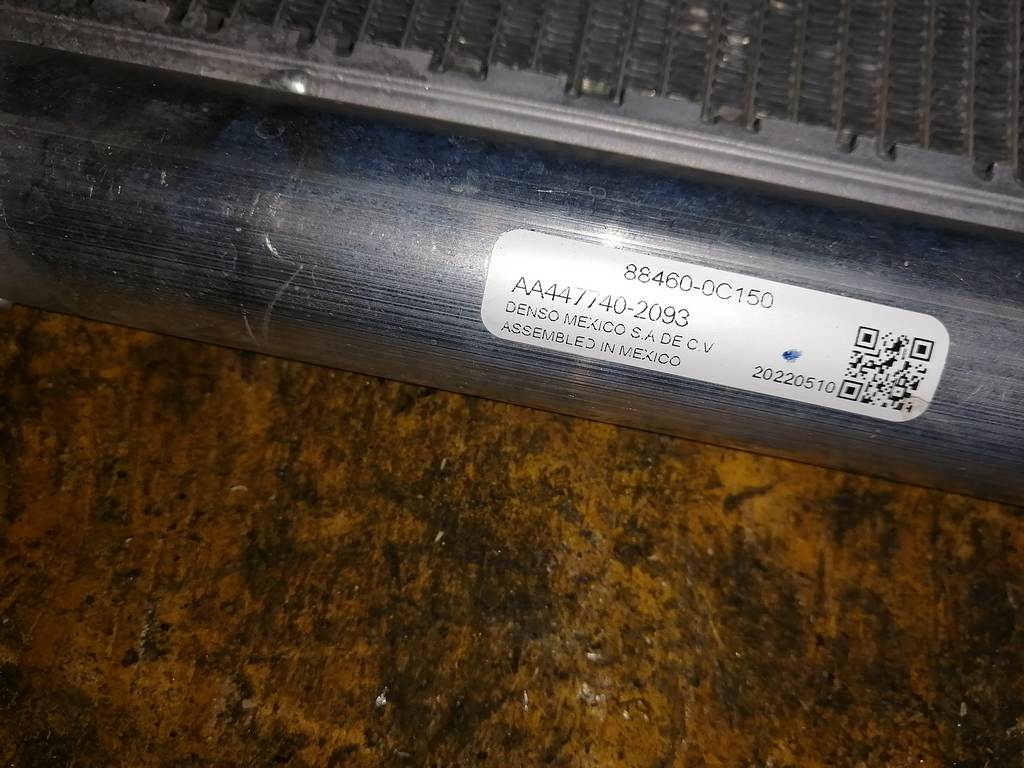 88460-0C150
AA447740-2093
DENSO MEXICO S.A DE C.V
ASSEMBLED IN MEXICO
20220510